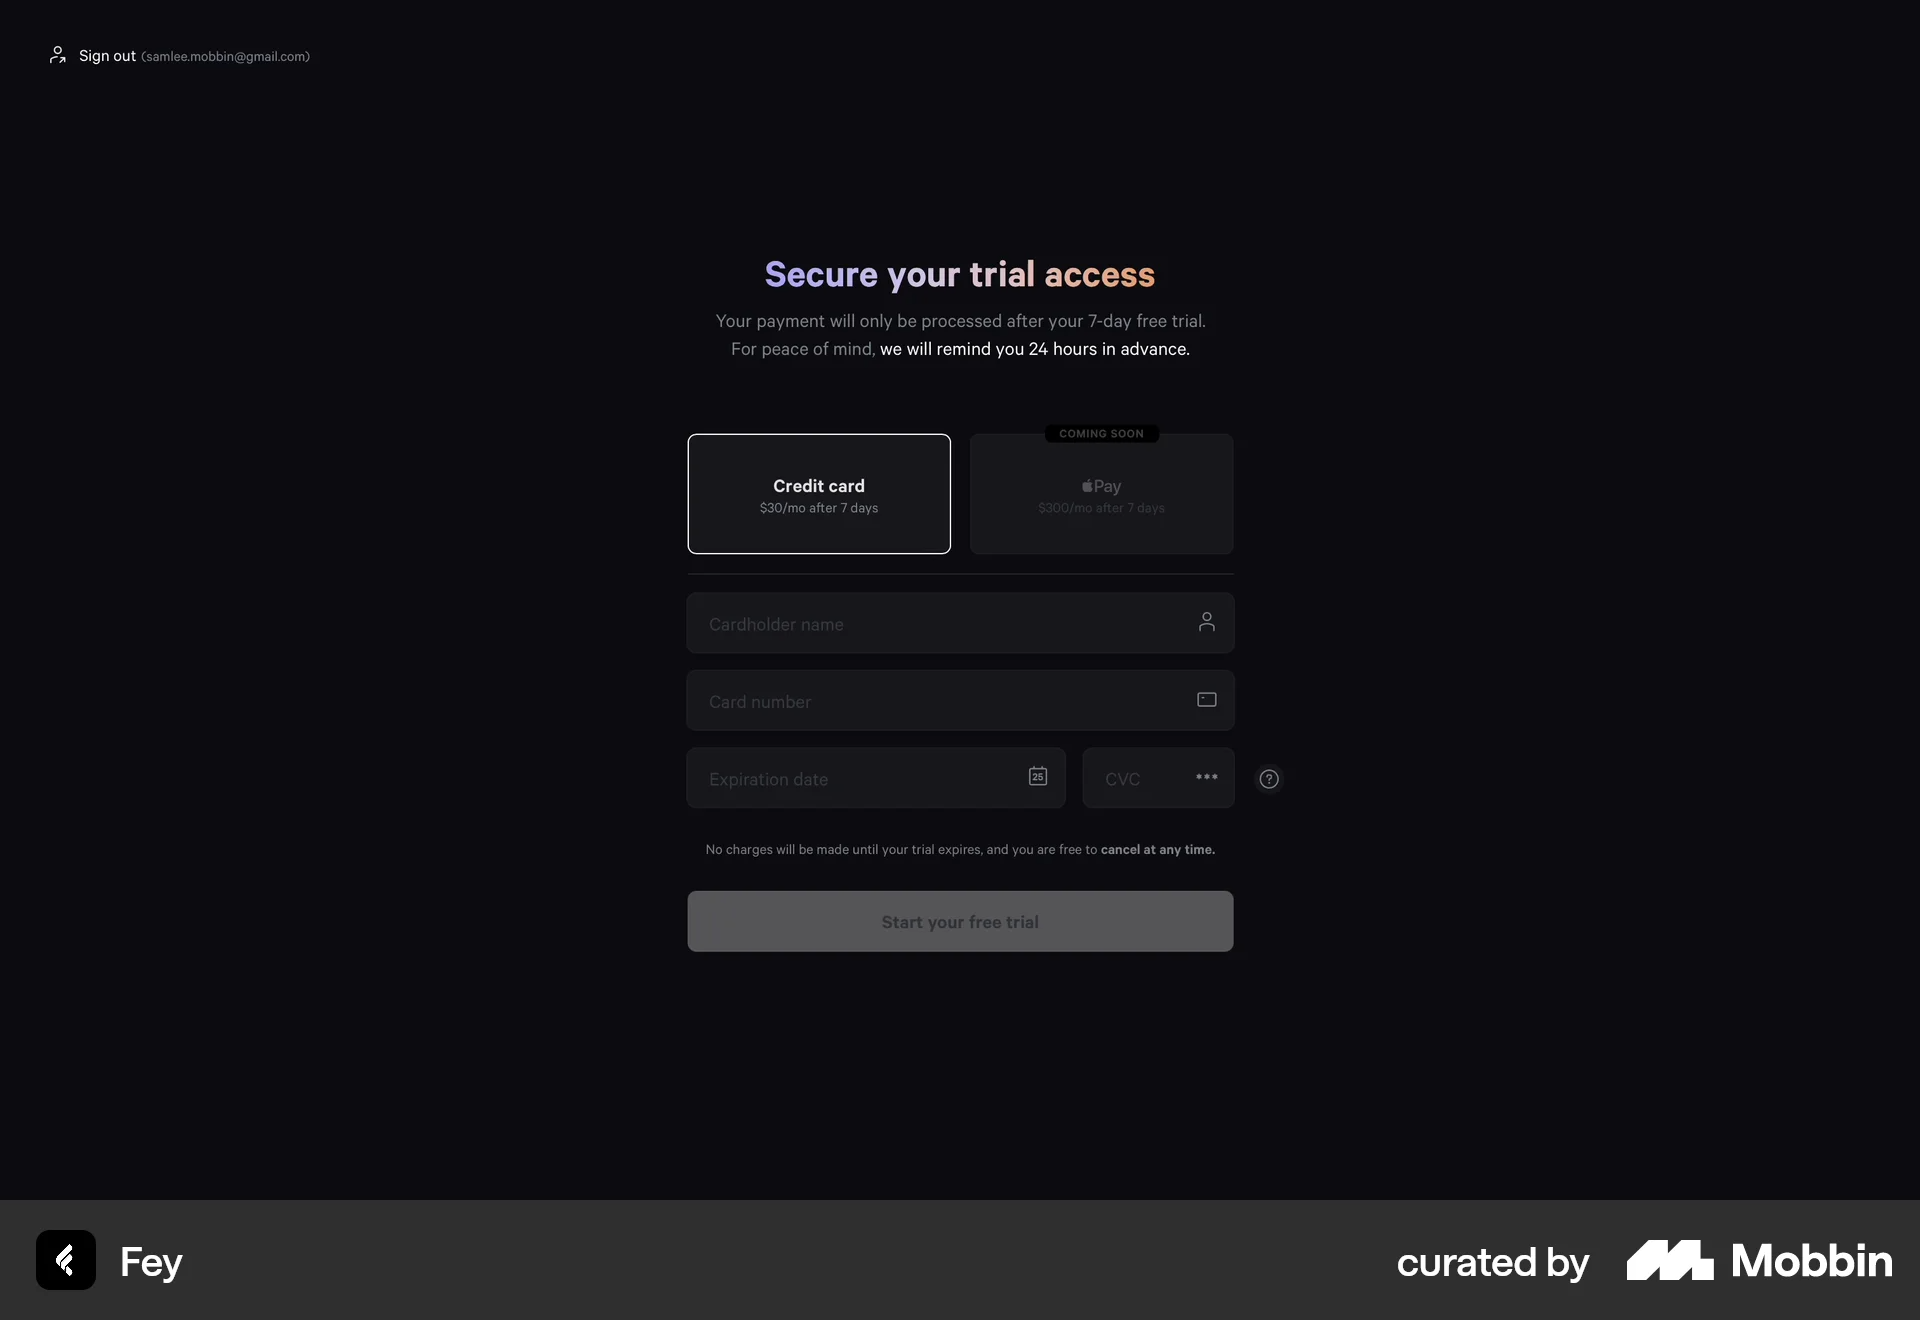 Sign out (samlee.mobbin@gmail.com)
Secure your trial access
Your payment will only be processed after your 7-day free trial.
For peace of mind, we will remind you 24 hours in advance.
COMING SOON
Credit card
$30/mo after 7 days
Pay
$300/mo after 7 days
Cardholder name
Card number
Expiration date
25
CVC
***
?
No charges will be made until your trial expires, and you are free to cancel at any time.
Start your free trial
Fey
curated by
Mobbin